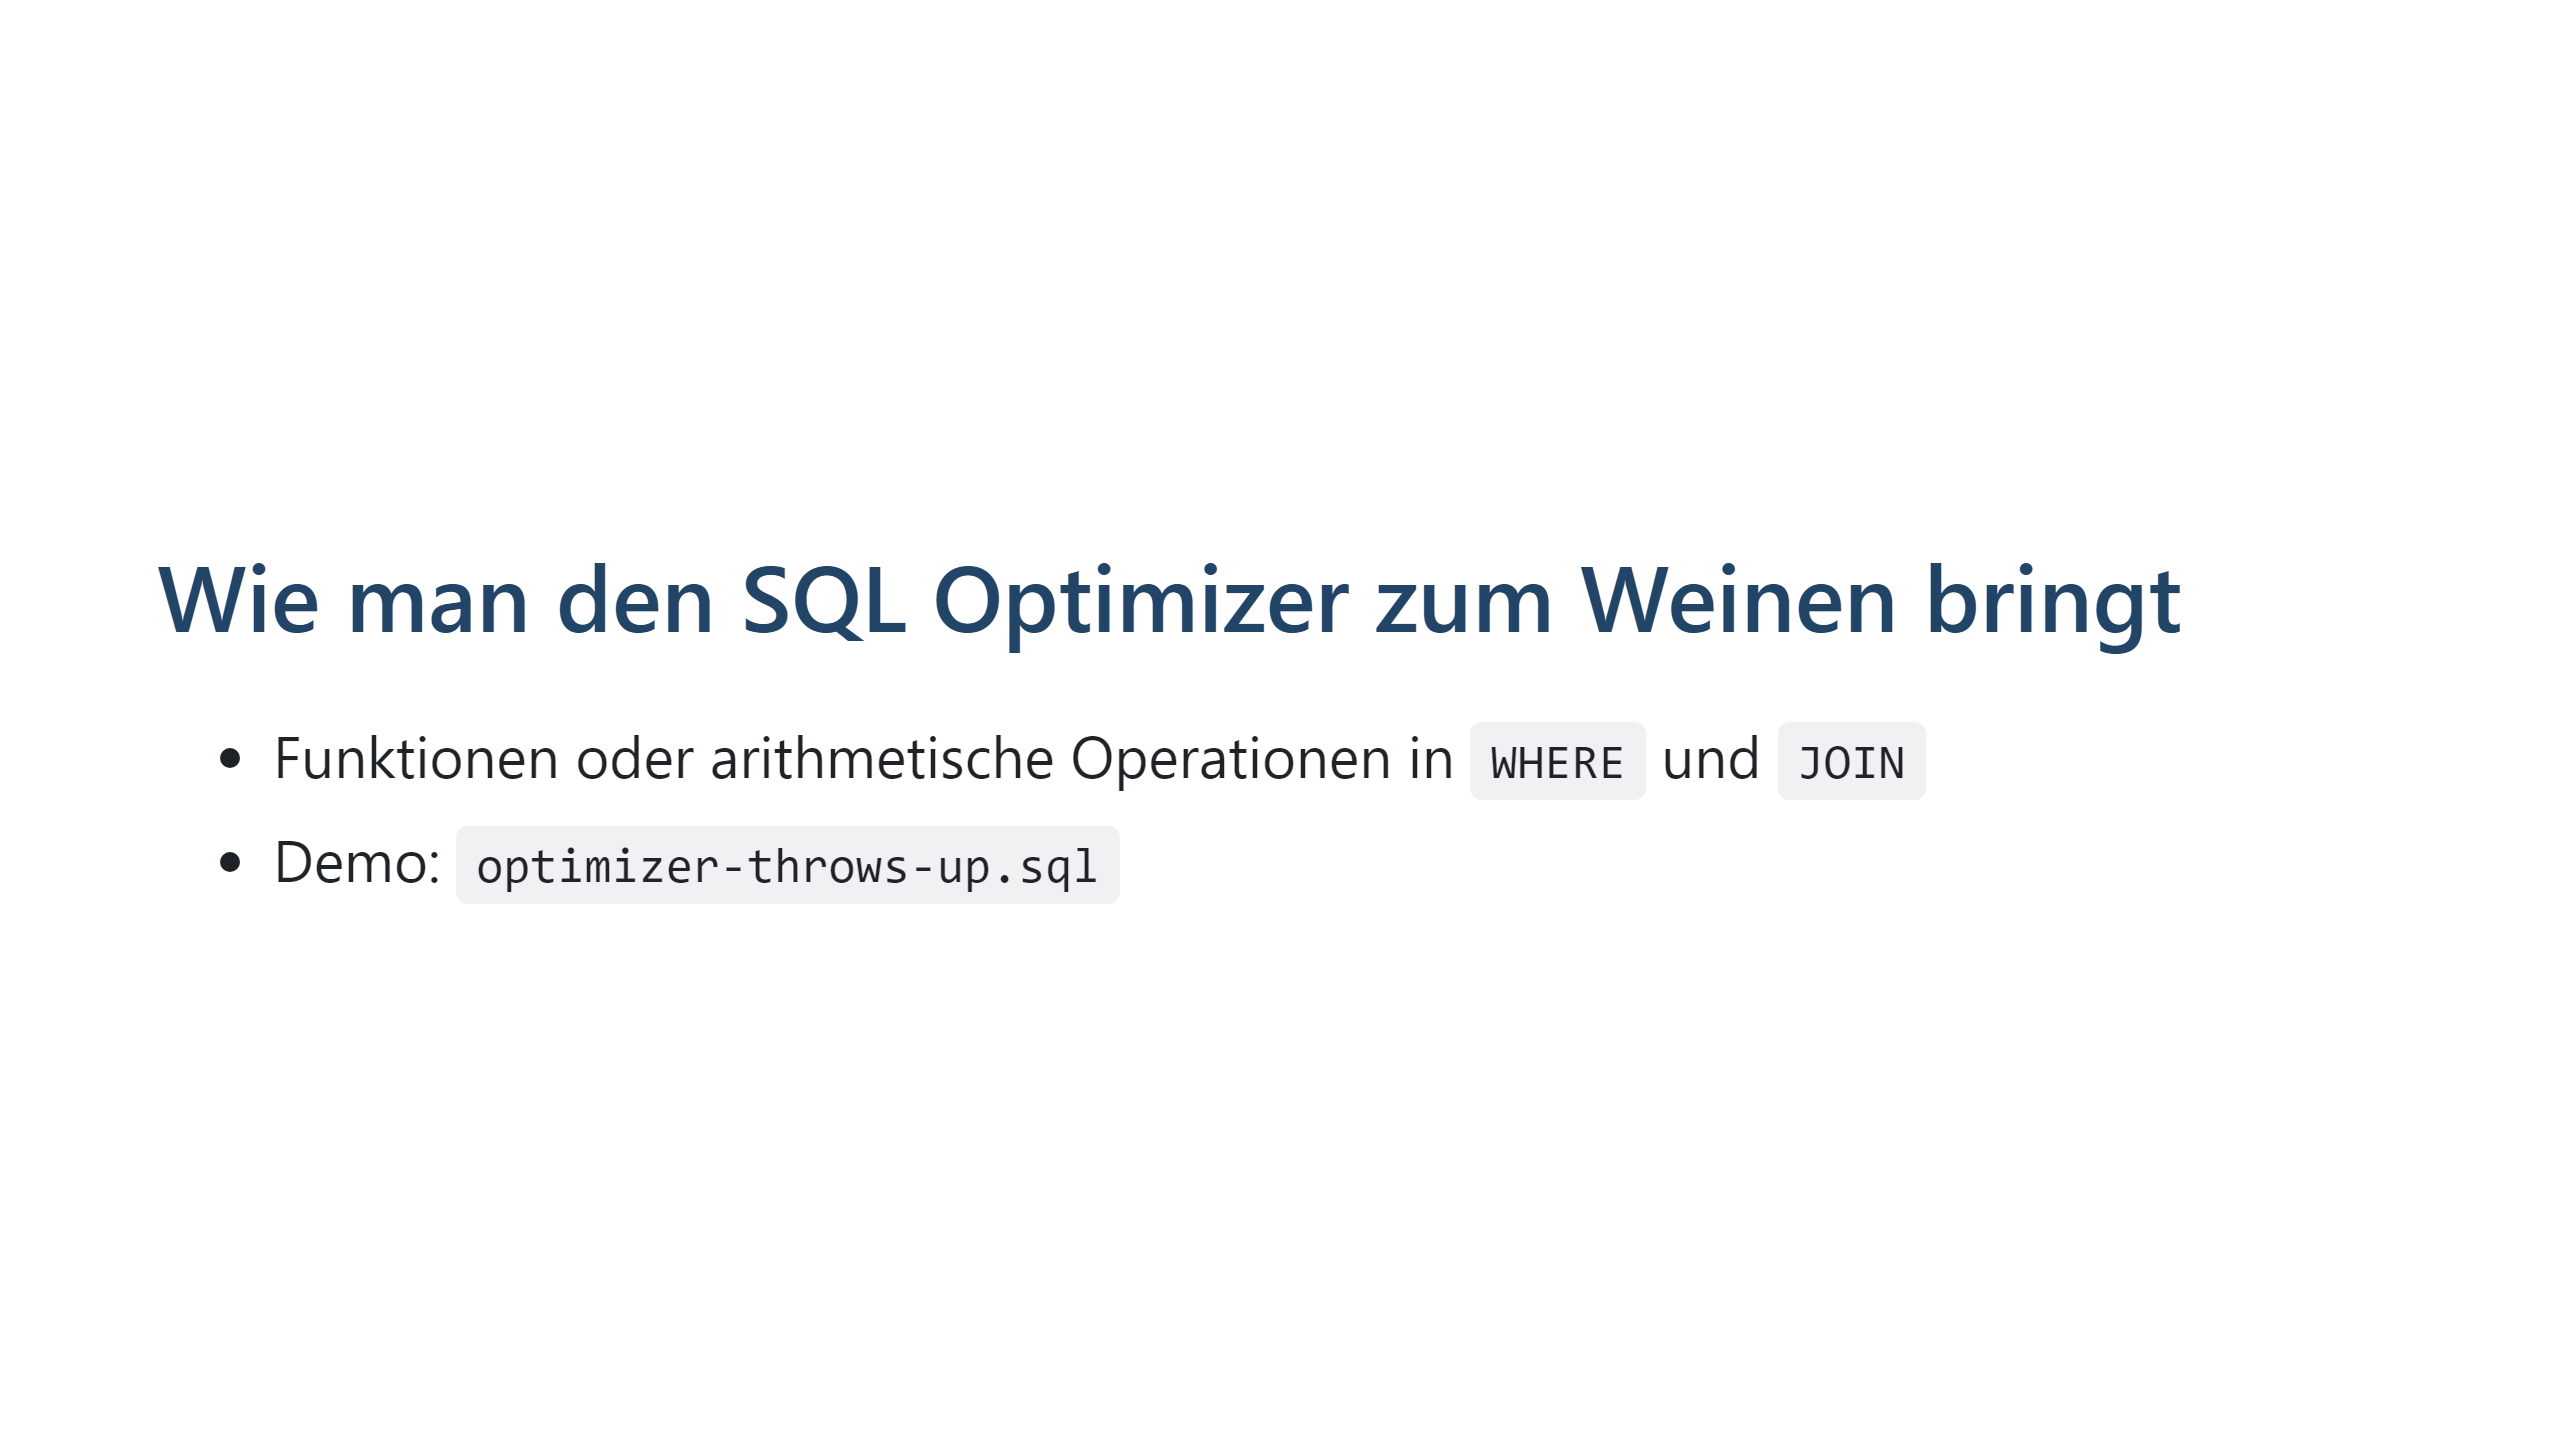 Wie man den SQL Optimizer zum Weinen bringt
Funktionen oder arithmetische Operationen in WHERE und JOIN
Demo: optimizer-throws-up.sql